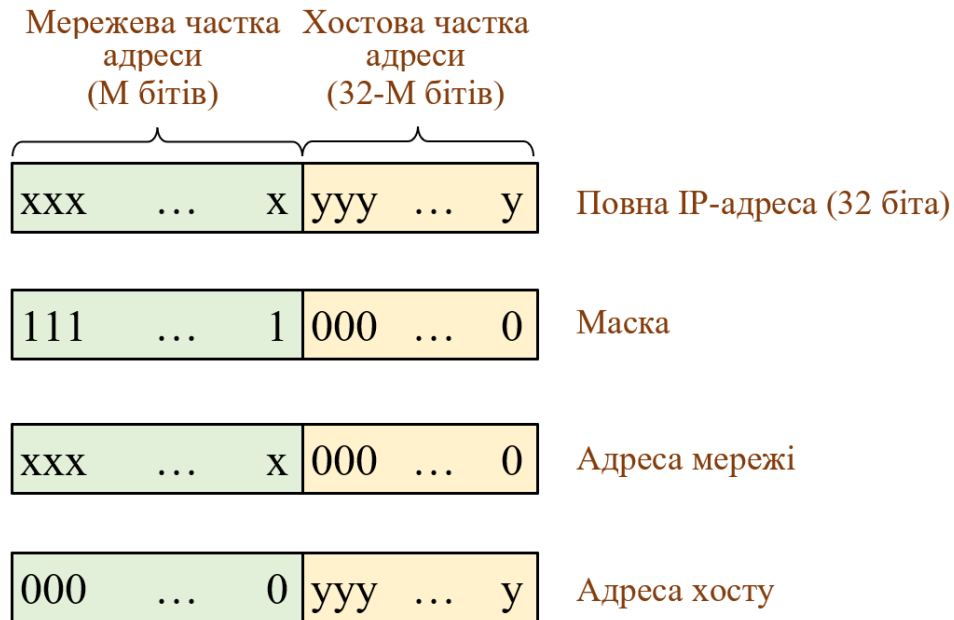 Мережева частка
адреси
(М бітів)
Хостова частка
адреси
(32-М бітів)
xxx … x yyy … y Повна IP-адреса (32 біта)
111 … 1 000 … 0 Маска
xxx … x 000 … 0 Адреса мережі
000 … 0 yyy … y Адреса хосту